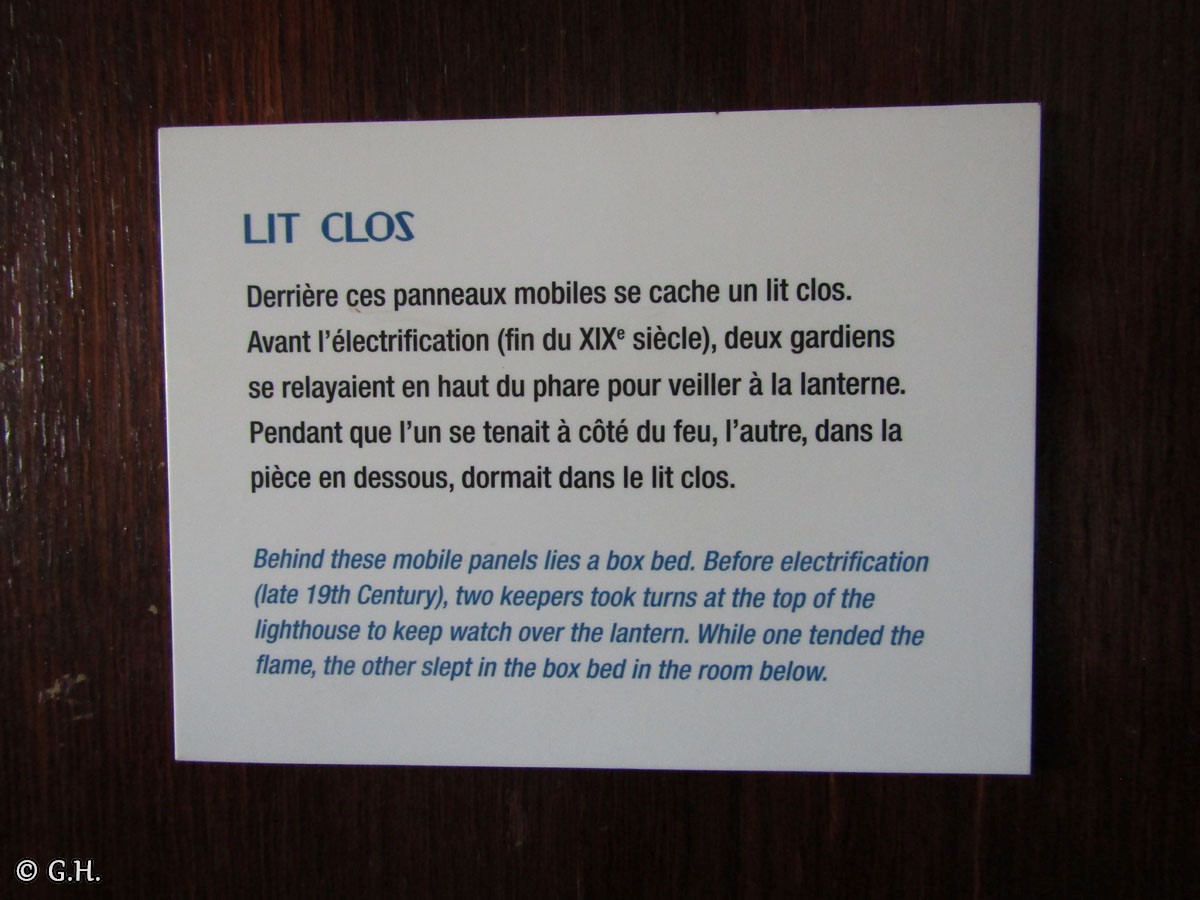 LIT CLOS
Derrière ces panneaux mobiles se cache un lit clos.
Avant l'électrification (fin du XIXe siècle), deux gardiens
se relayaient en haut du phare pour veiller à la lanterne.
Pendant que l'un se tenait à côté du feu, l'autre, dans la
pièce en dessous, dormait dans le lit clos.
Behind these mobile panels lies a box bed. Before electrification
(late 19th Century), two keepers took turns at the top of the
lighthouse to keep watch over the lantern. While one tended the
flame, the other slept in the box bed in the room below.
© G.H.